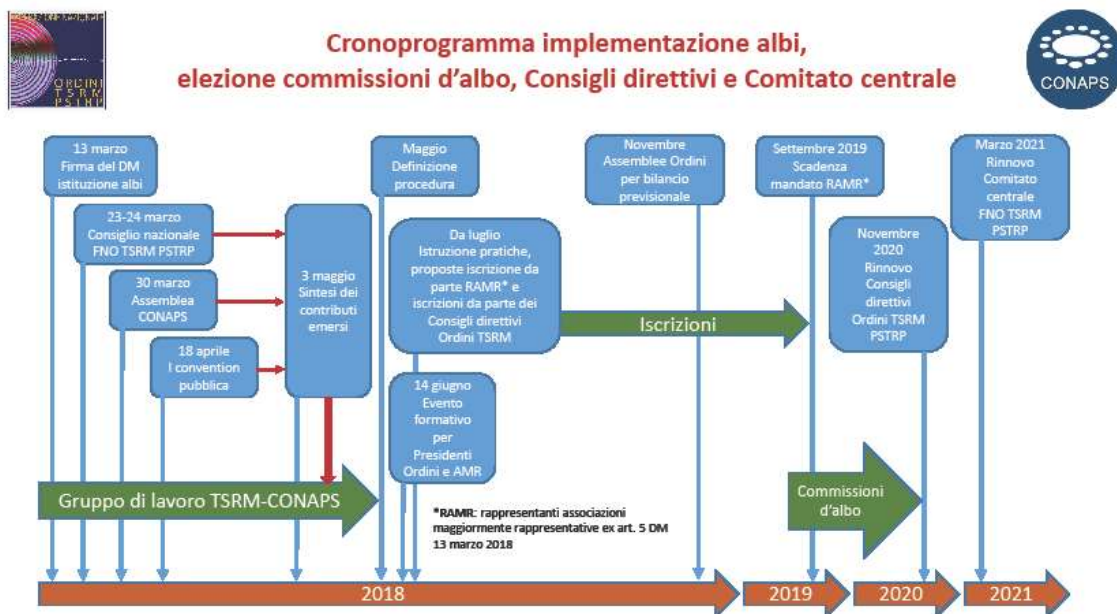 ORDINI
TSRM
PSTRP
Cronoprogramma implementazione albi,
elezione commissioni d'albo, Consigli direttivi e Comitato centrale
CONAPS
13 marzo
Firma del DM
istituzione albi
23-24 marzo
Consiglio nazionale
FNO TSRM PSTRP
30 marzo
Assemblea
CONAPS
18 aprile
I convention
pubblica
3 maggio
Sintesi dei
contributi
emersi
Maggio
Definizione
procedura
Da luglio
Istruzione pratiche,
proposte iscrizione da
parte RAMR* e
iscrizioni da parte dei
Consigli direttivi
Ordini TSRM
14 giugno
Evento
formativo
per
Presidenti
Ordini e AMR
Novembre
Assemblee Ordini
per bilancio
previsionale
Settembre 2019
Scadenza
mandato RAMR*
Novembre
2020
Rinnovo
Consigli
direttivi
Ordini TSRM
PSTRP
Marzo 2021
Rinnovo
Comitato
centrale
FNO TSRM
PSTRP
Iscrizioni
Gruppo di lavoro TSRM-CONAPS
Commissioni
d'albo
*RAMR: rappresentanti associazioni
maggiormente rappresentative ex art. 5 DM
13 marzo 2018
2018
2019
2020
2021